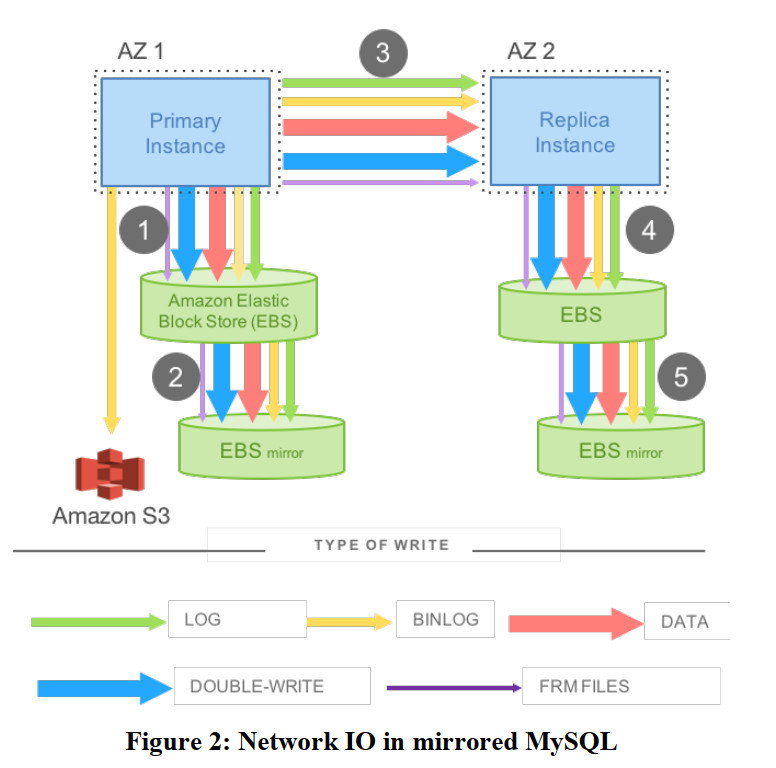 AZ 1
3
AZ 2
Primary
Instance
Replica
Instance
1
4
Amazon Elastic
Block Store (EBS)
EBS
2
5
EBS mirror
EBS mirror
Amazon S3
TYPE OF WRITE
LOG
BINLOG
DATA
DOUBLE-WRITE
FRM FILES
Figure 2: Network IO in mirrored MySQL